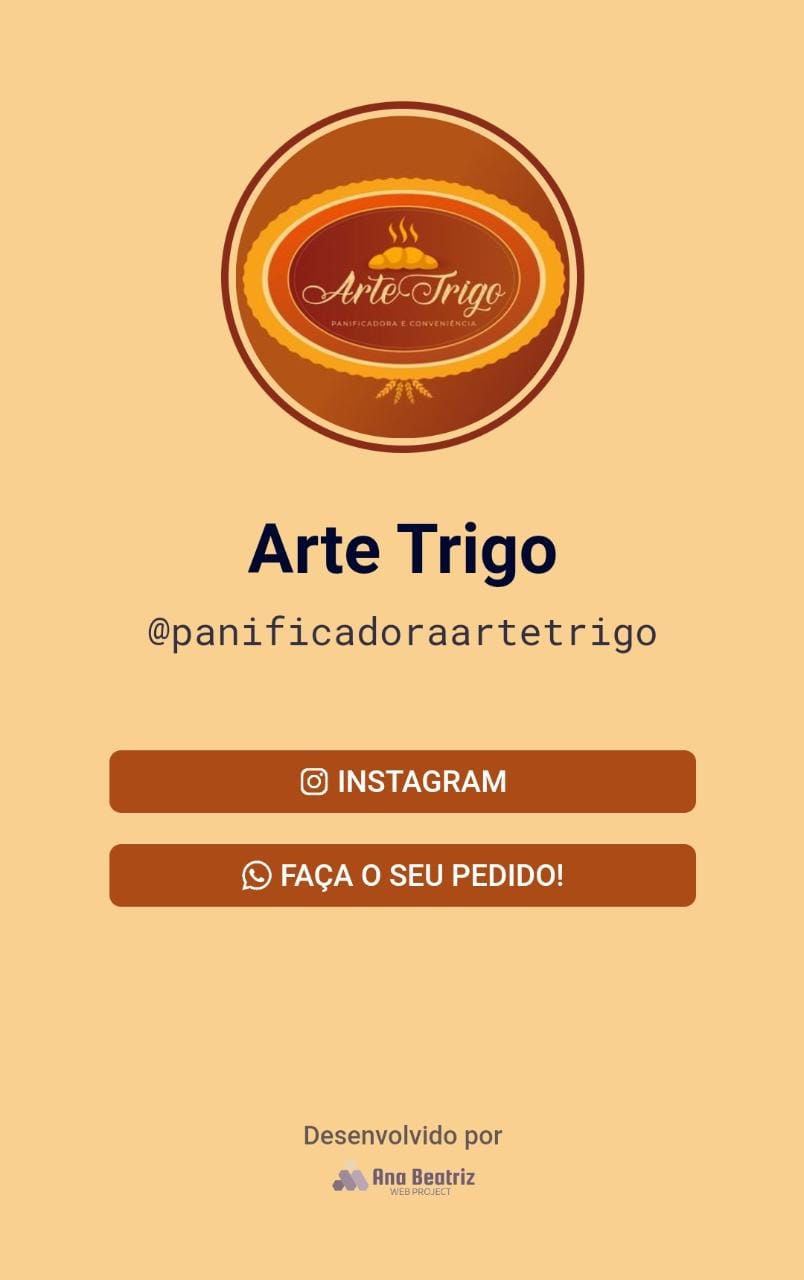 Arte Trigo
PANIFICADORA E CONVENIÊNCIA
Arte Trigo
@panificadoraartetrigo
INSTAGRAM
FAÇA O SEU PEDIDO!
Desenvolvido por
Ana Beatriz
WEB PROJECT